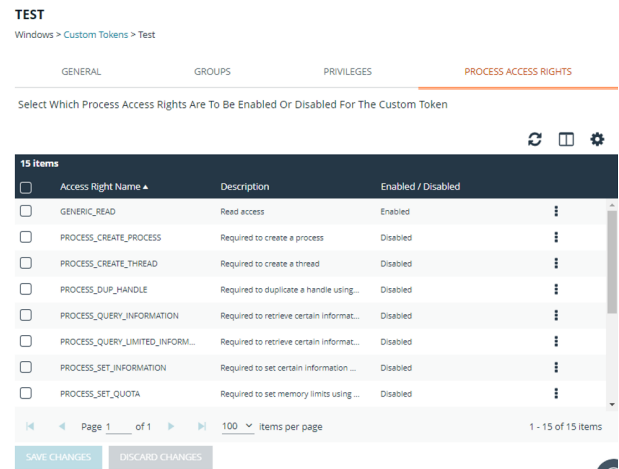 TEST
Windows > Custom Tokens > Test
GENERAL GROUPS PRIVILEGES PROCESS ACCESS RIGHTS
Select Which Process Access Rights Are To Be Enabled Or Disabled For The Custom Token
15 items
Access Right Name Description Enabled / Disabled
GENERIC_READ Read access Enabled
PROCESS_CREATE_PROCESS Required to create a process Disabled
PROCESS_CREATE_THREAD Required to create a thread Disabled
PROCESS_DUP_HANDLE Required to duplicate a handle using... Disabled
PROCESS_QUERY_INFORMATION Required to retrieve certain informat... Disabled
PROCESS_QUERY_LIMITED_INFORM... Required to retrieve certain informat... Disabled
PROCESS_SET_INFORMATION Required to set certain information ... Disabled
PROCESS_SET_QUOTA Required to set memory limits using ... Disabled
Page 1 of 1 100 items per page 1 - 15 of 15 items
SAVE CHANGES DISCARD CHANGES